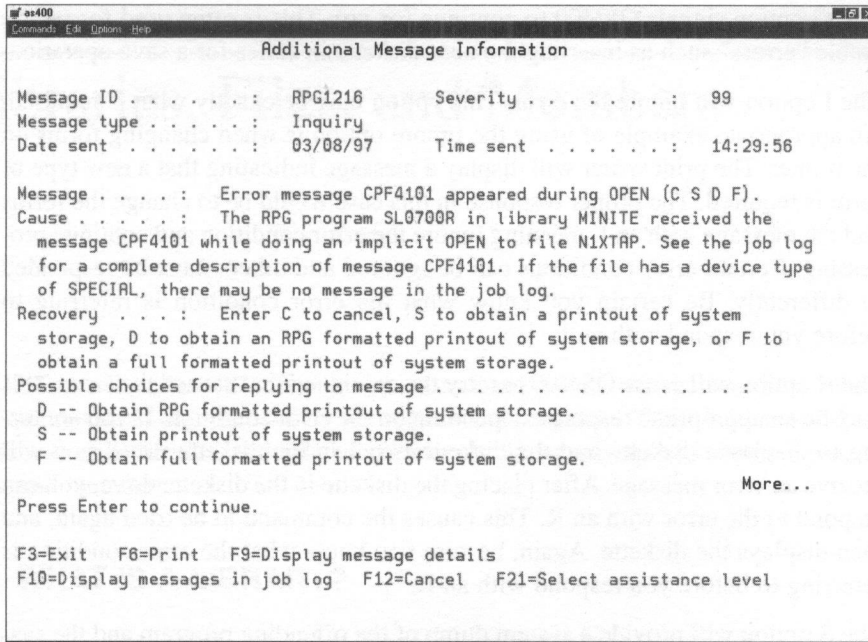 as400
Commands Edit Options Help
Additional Message Information
Message ID . . . . . . : RPG1216 Severity . . . . . . . : 99
Message type . . . . . : Inquiry
Date sent . . . . . . : 03/08/97 Time sent . . . . . . : 14:29:56
Message . . . . : Error message CPF4101 appeared during OPEN (C S D F).
Cause . . . . . : The RPG program SL0700R in library MINITE received the
message CPF4101 while doing an implicit OPEN to file N1XTAP. See the job log
for a complete description of message CPF4101. If the file has a device type
of SPECIAL, there may be no message in the job log.
Recovery . . . : Enter C to cancel, S to obtain a printout of system
storage, D to obtain an RPG formatted printout of system storage, or F to
obtain a full formatted printout of system storage.
Possible choices for replying to message . . . . . . . . . . . . . . . :
D -- Obtain RPG formatted printout of system storage.
S -- Obtain printout of system storage.
F -- Obtain full formatted printout of system storage.
More...
Press Enter to continue.
F3=Exit F6=Print F9=Display message details
F10=Display messages in job log F12=Cancel F21=Select assistance level